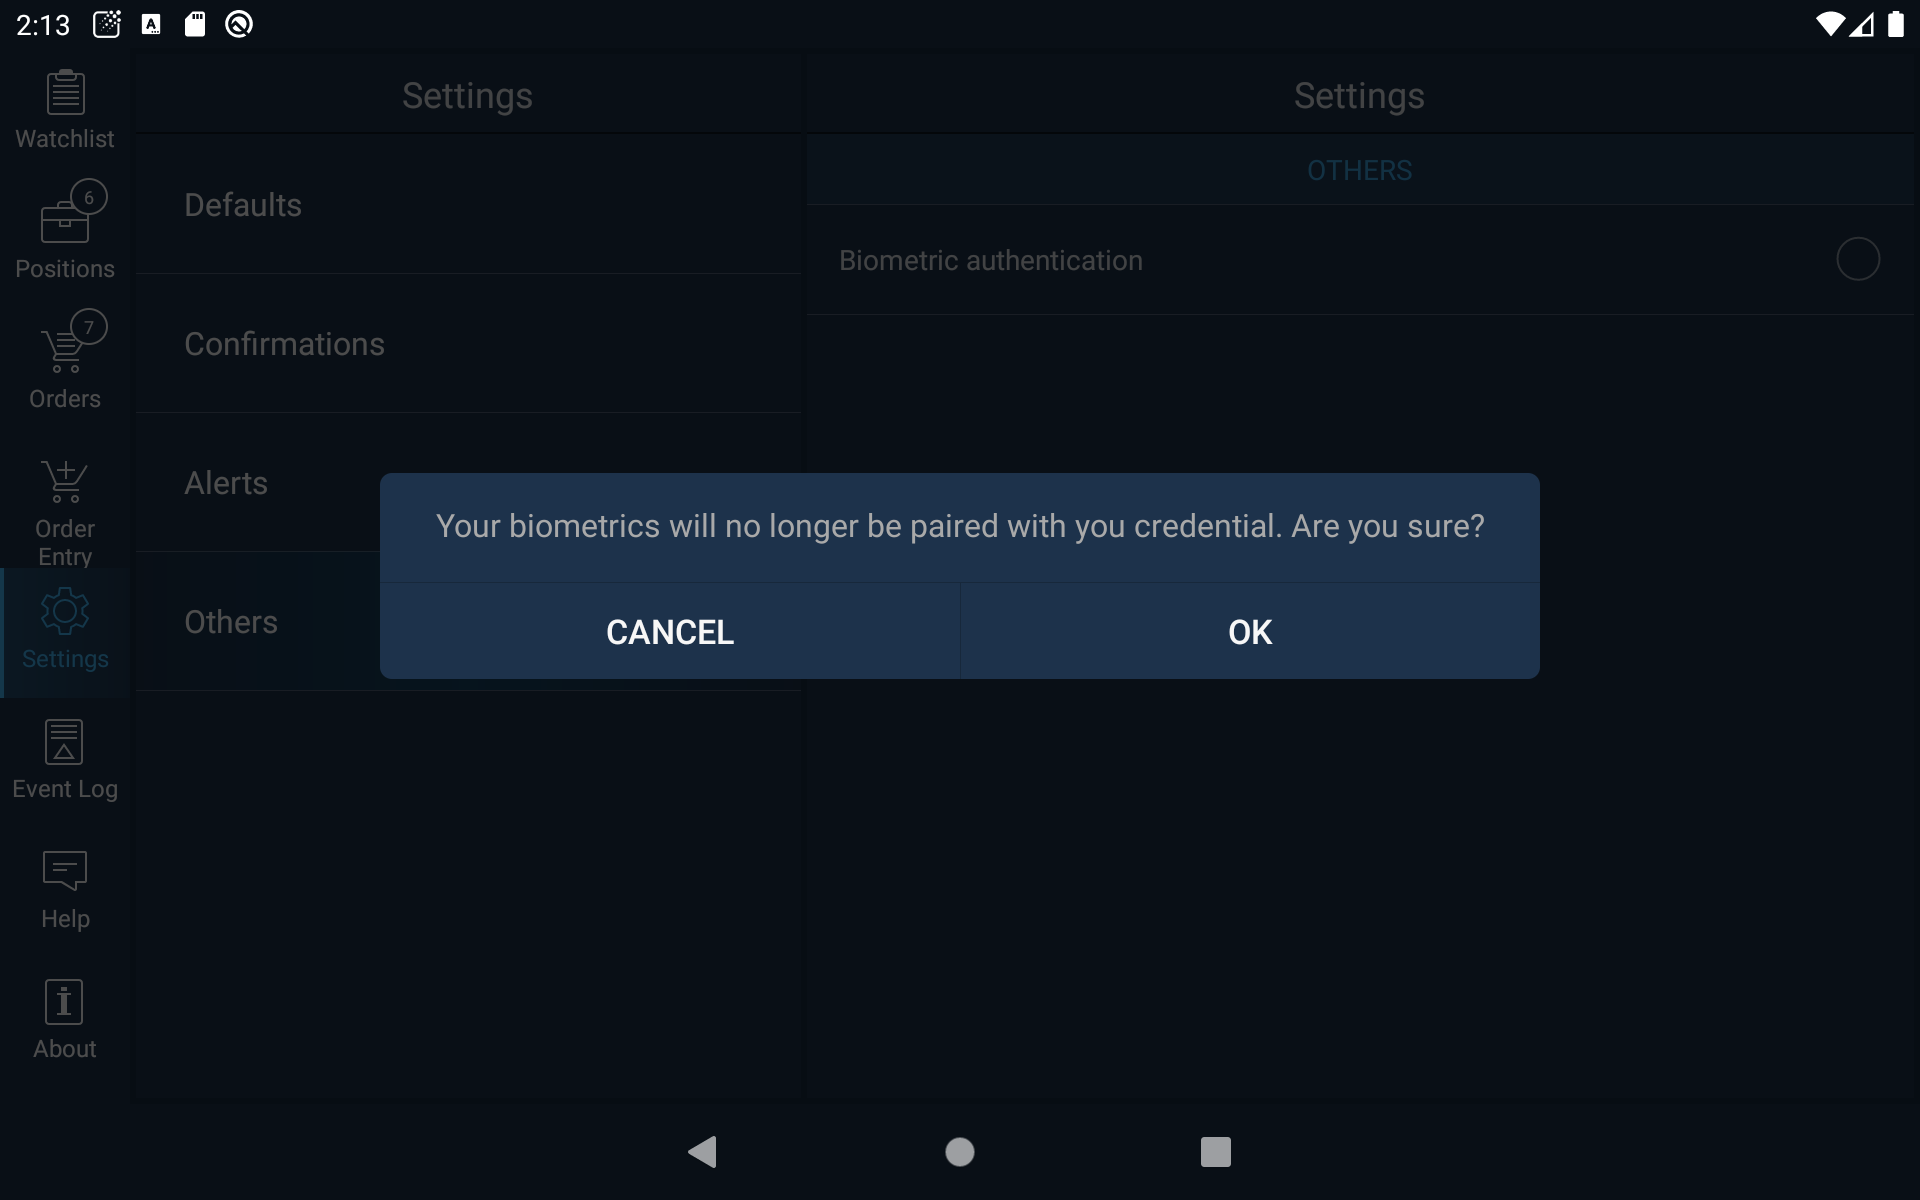 2:13
Settings
Settings
Watchlist
OTHERS
Defaults
6
Biometric authentication
Positions
7
Confirmations
Orders
Alerts
Your biometrics will no longer be paired with you credential. Are you sure?
Order
Entry
Others
CANCEL
OK
Settings
Event Log
Help
About